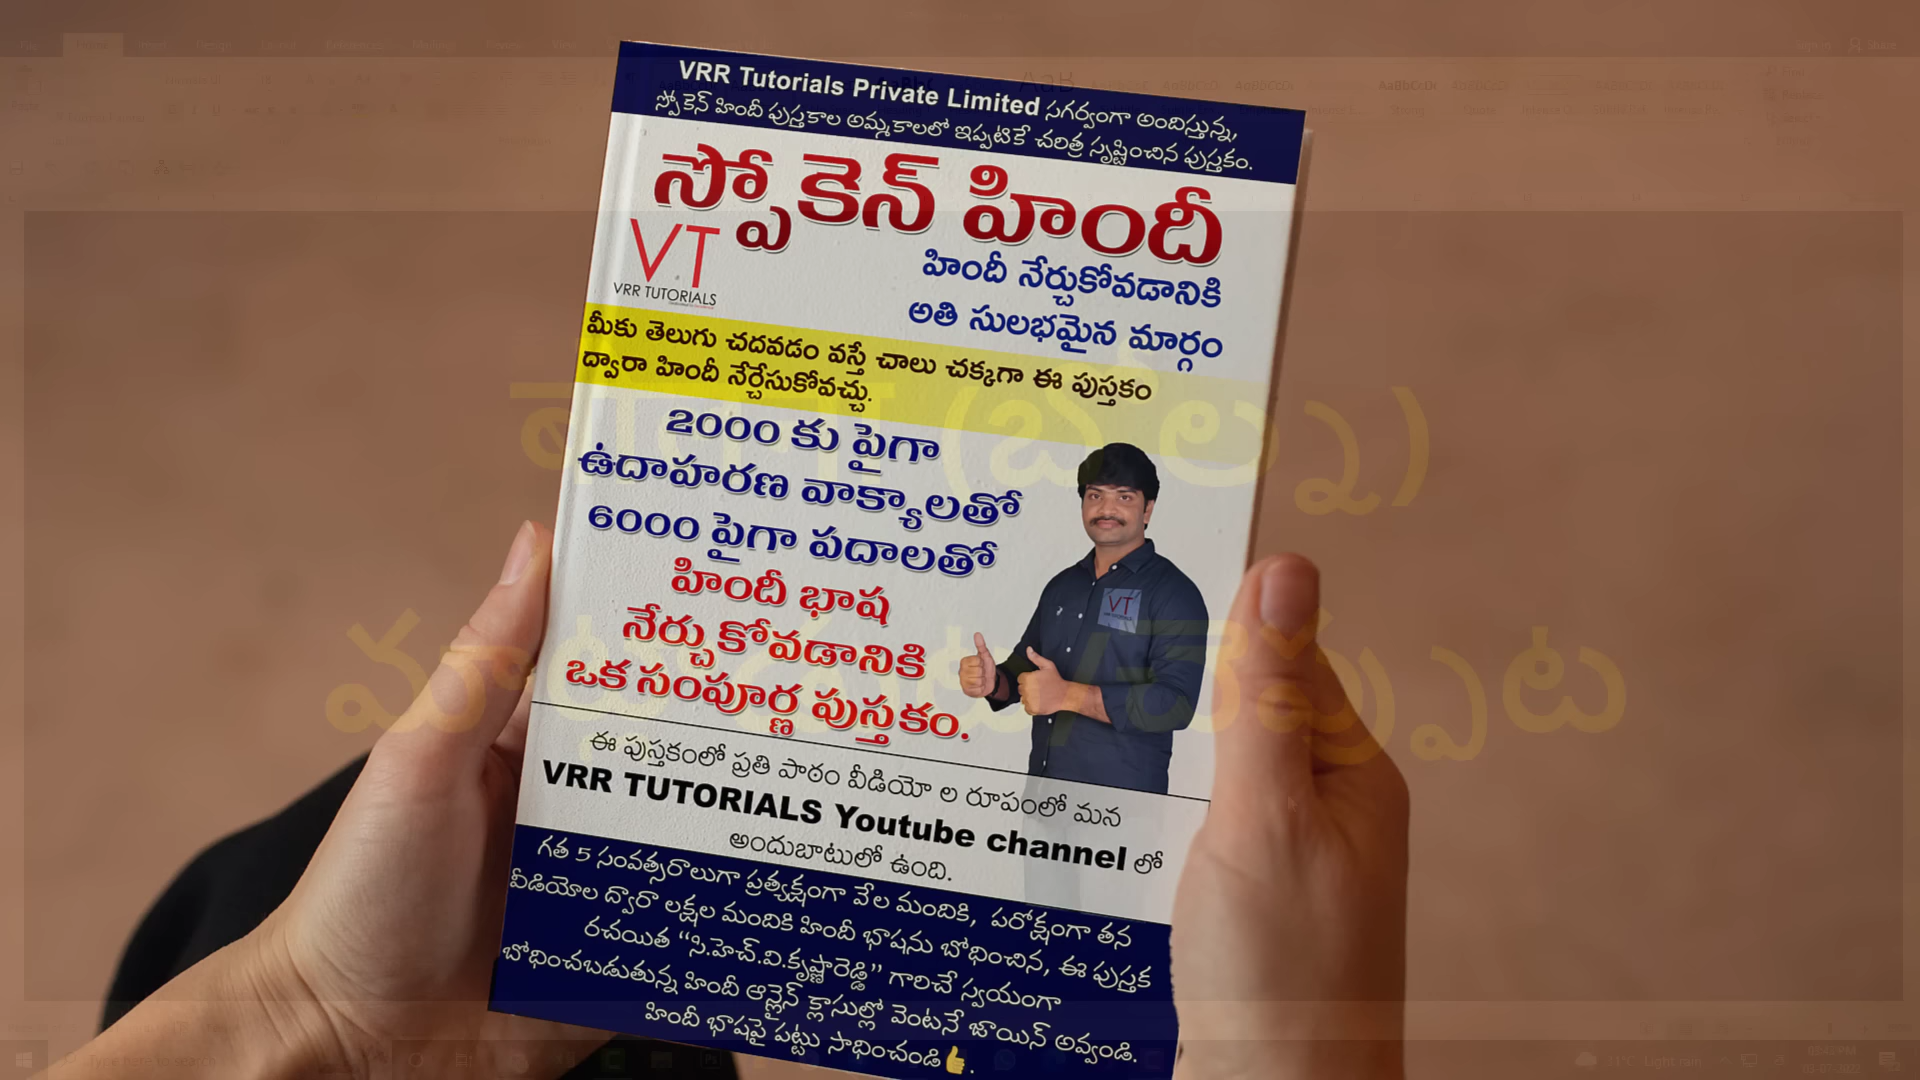 VRR Tutorials Private Limited సగర్వంగా అందిస్తున్న,
స్పోకెన్ హిందీ పుస్తకాల అమ్మకాలలో ఇప్పటికే చరిత్ర సృష్టించిన పుస్తకం.
స్పోకెన్ హిందీ
VT
VRR TUTORIALS
హిందీ నేర్చుకోవడానికి
అతి సులభమైన మార్గం
మీకు తెలుగు చదవడం వస్తే చాలు చక్కగా ఈ పుస్తకం
ద్వారా హిందీ నేర్చేసుకోవచ్చు.
2000 కు పైగా
ఉదాహరణ వాక్యాలతో
6000 పైగా పదాలతో
హిందీ భాష
నేర్చుకోవడానికి
ఒక సంపూర్ణ పుస్తకం.
VT
ఈ పుస్తకంలో ప్రతి పాఠం వీడియో ల రూపంలో మన
VRR TUTORIALS Youtube channel లో
అందుబాటులో ఉంది.
గత 5 సంవత్సరాలుగా ప్రత్యక్షంగా వేల మందికి, పరోక్షంగా తన
వీడియోల ద్వారా లక్షల మందికి హిందీ భాషను బోధించిన, ఈ పుస్తక
రచయిత “సి.హెచ్.వి.కృష్ణారెడ్డి” గారిచే స్వయంగా
బోధించబడుతున్న హిందీ ఆన్లైన్ క్లాసుల్లో వెంటనే జాయిన్ అవ్వండి.
హిందీ భాషపై పట్టు సాధించండి👍.
(బోల్నా)